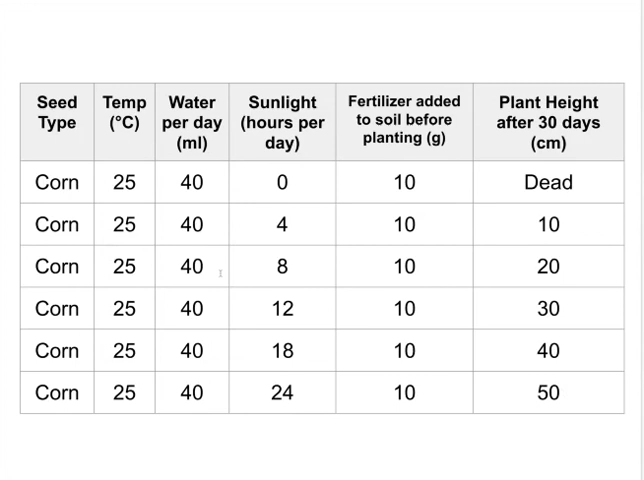 Seed Type | Temp (°C) | Water per day (ml) | Sunlight (hours per day) | Fertilizer added to soil before planting (g) | Plant Height after 30 days (cm)
Corn | 25 | 40 | 0 | 10 | Dead
Corn | 25 | 40 | 4 | 10 | 10
Corn | 25 | 40 | 8 | 10 | 20
Corn | 25 | 40 | 12 | 10 | 30
Corn | 25 | 40 | 18 | 10 | 40
Corn | 25 | 40 | 24 | 10 | 50